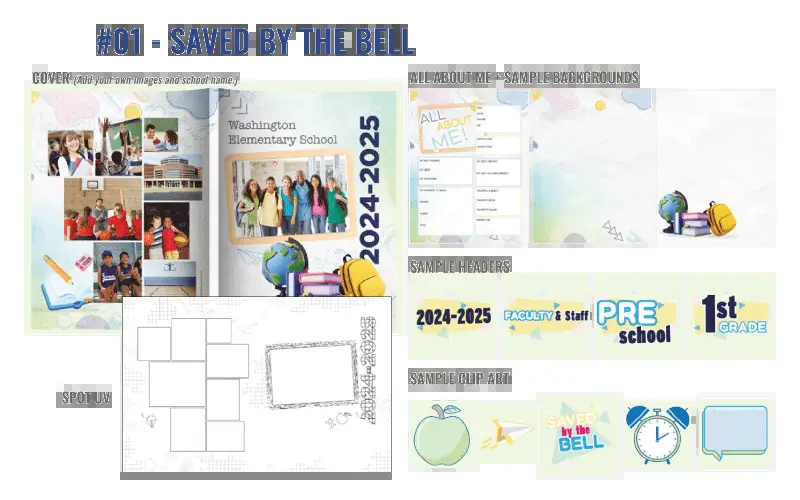 #01 - SAVED BY THE BELL
COVER (Add your own images and school name.)
Washington
Elementary School
2024-2025
SPOT UV
2024-2025
ALL ABOUT ME + SAMPLE BACKGROUNDS
ALL
ABOUT
ME!
SAMPLE HEADERS
2024-2025
FACULTY & Staff
PRE
school
1st
GRADE
SAMPLE CLIP ART
SAVED
by the
BELL